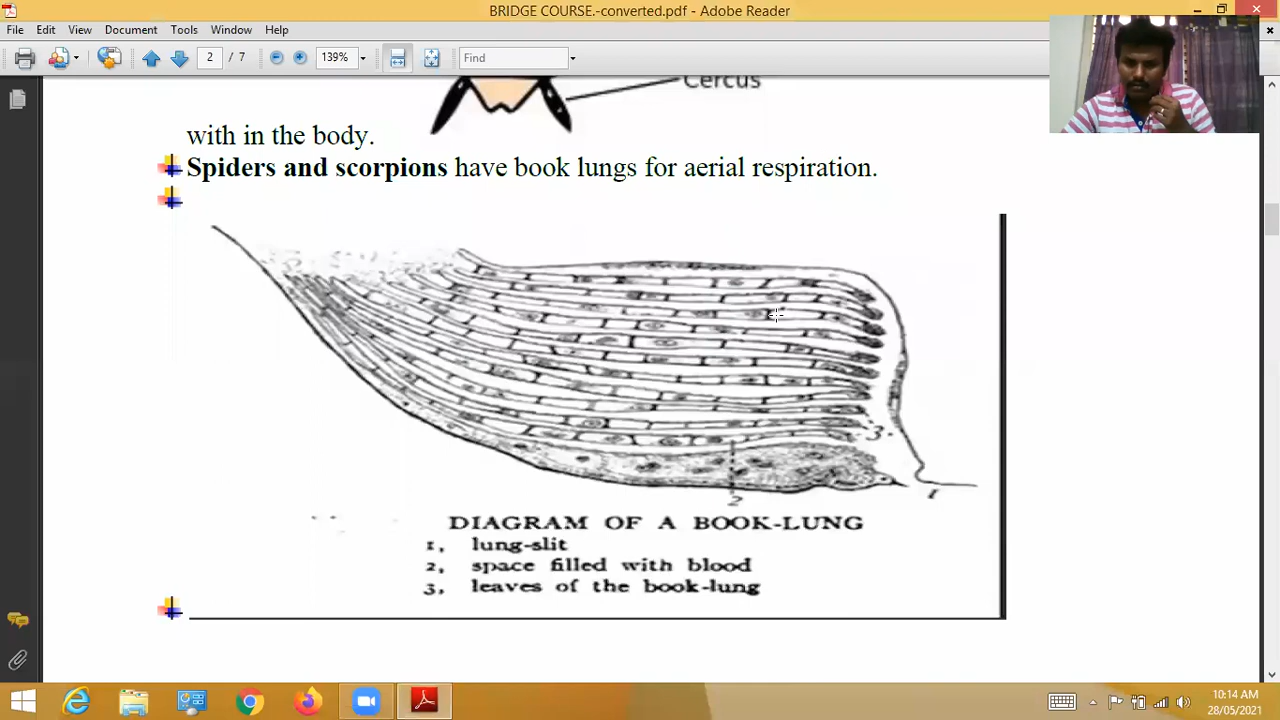 BRIDGE COURSE.-converted.pdf - Adobe Reader
File Edit View Document Tools Window Help
2 / 7 139% Find
Cercus
with in the body.
Spiders and scorpions have book lungs for aerial respiration.
3
2
1
DIAGRAM OF A BOOK-LUNG
1, lung-slit
2, space filled with blood
3, leaves of the book-lung
10:14 AM
28/05/2021